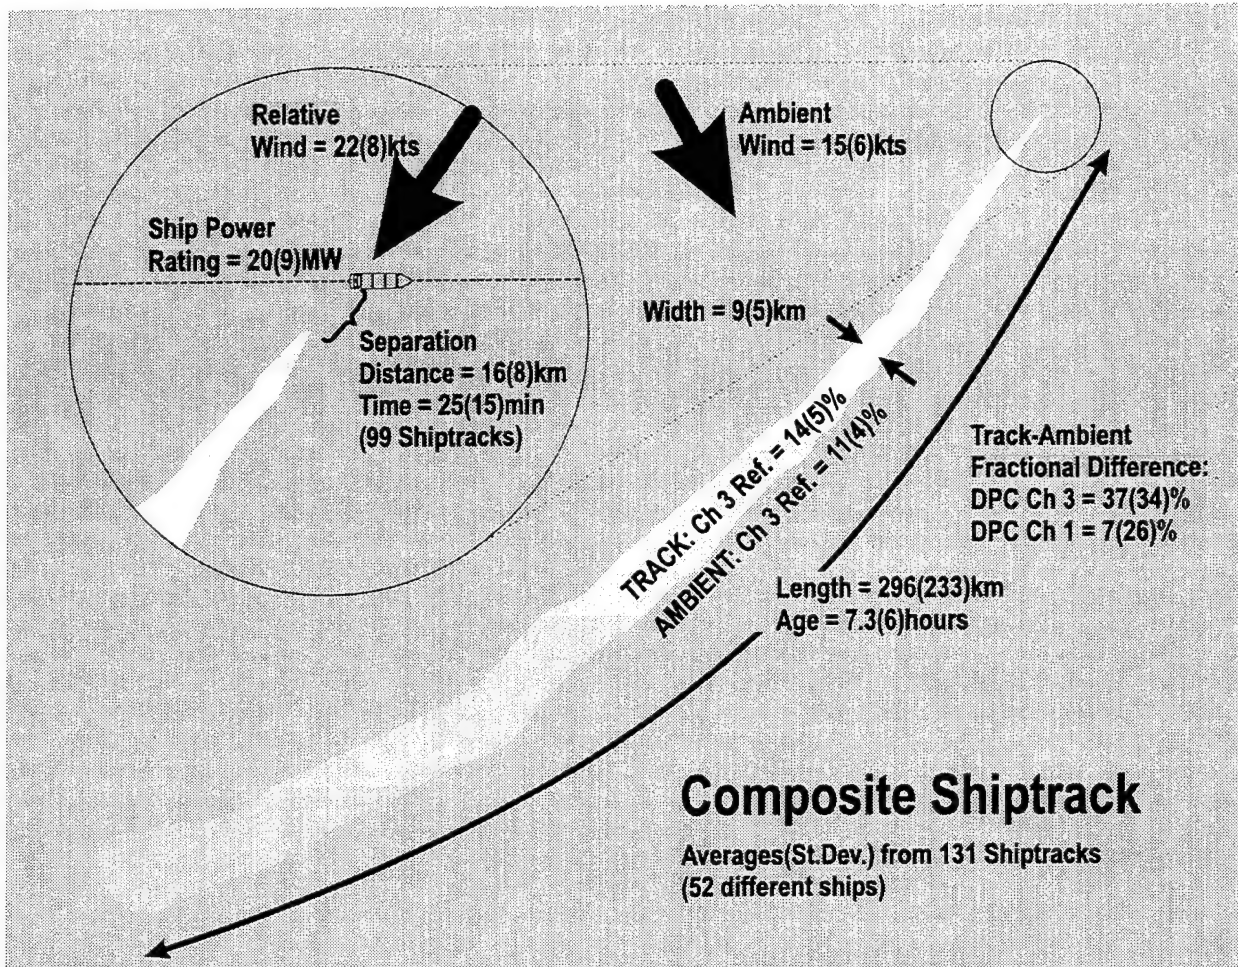 Relative
Wind = 22(8)kts
Ambient
Wind = 15(6)kts
Ship Power
Rating = 20(9)MW
Width = 9(5)km
Separation
Distance = 16(8)km
Time = 25(15)min
(99 Shiptracks)
TRACK: Ch 3 Ref. = 14(5)%
AMBIENT: Ch 3 Ref. = 11(4)%
Track-Ambient
Fractional Difference:
DPC Ch 3 = 37(34)%
DPC Ch 1 = 7(26)%
Length = 296(233)km
Age = 7.3(6)hours
Composite Shiptrack
Averages(St.Dev.) from 131 Shiptracks
(52 different ships)